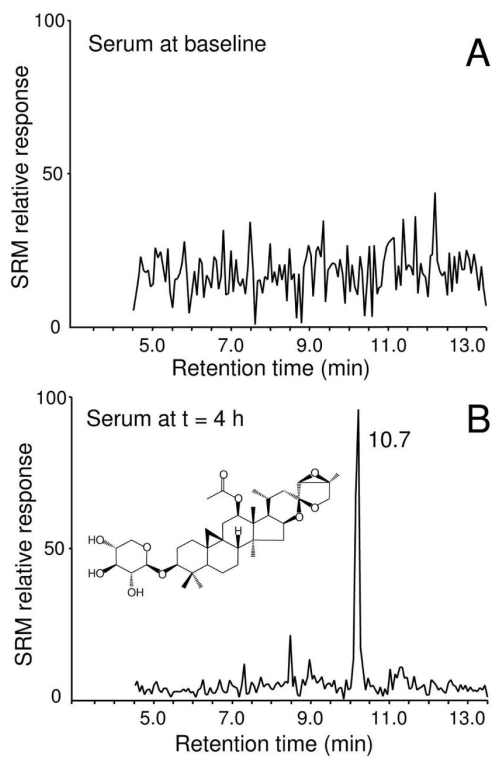 100
Serum at baseline
A
SRM relative response
50
0
5.0 7.0 9.0 11.0 13.0
Retention time (min)
100
Serum at t = 4 h
B
10.7
SRM relative response
50
0
O
O
H
O
O
O
HO
O
HO
O
OH
5.0 7.0 9.0 11.0 13.0
Retention time (min)